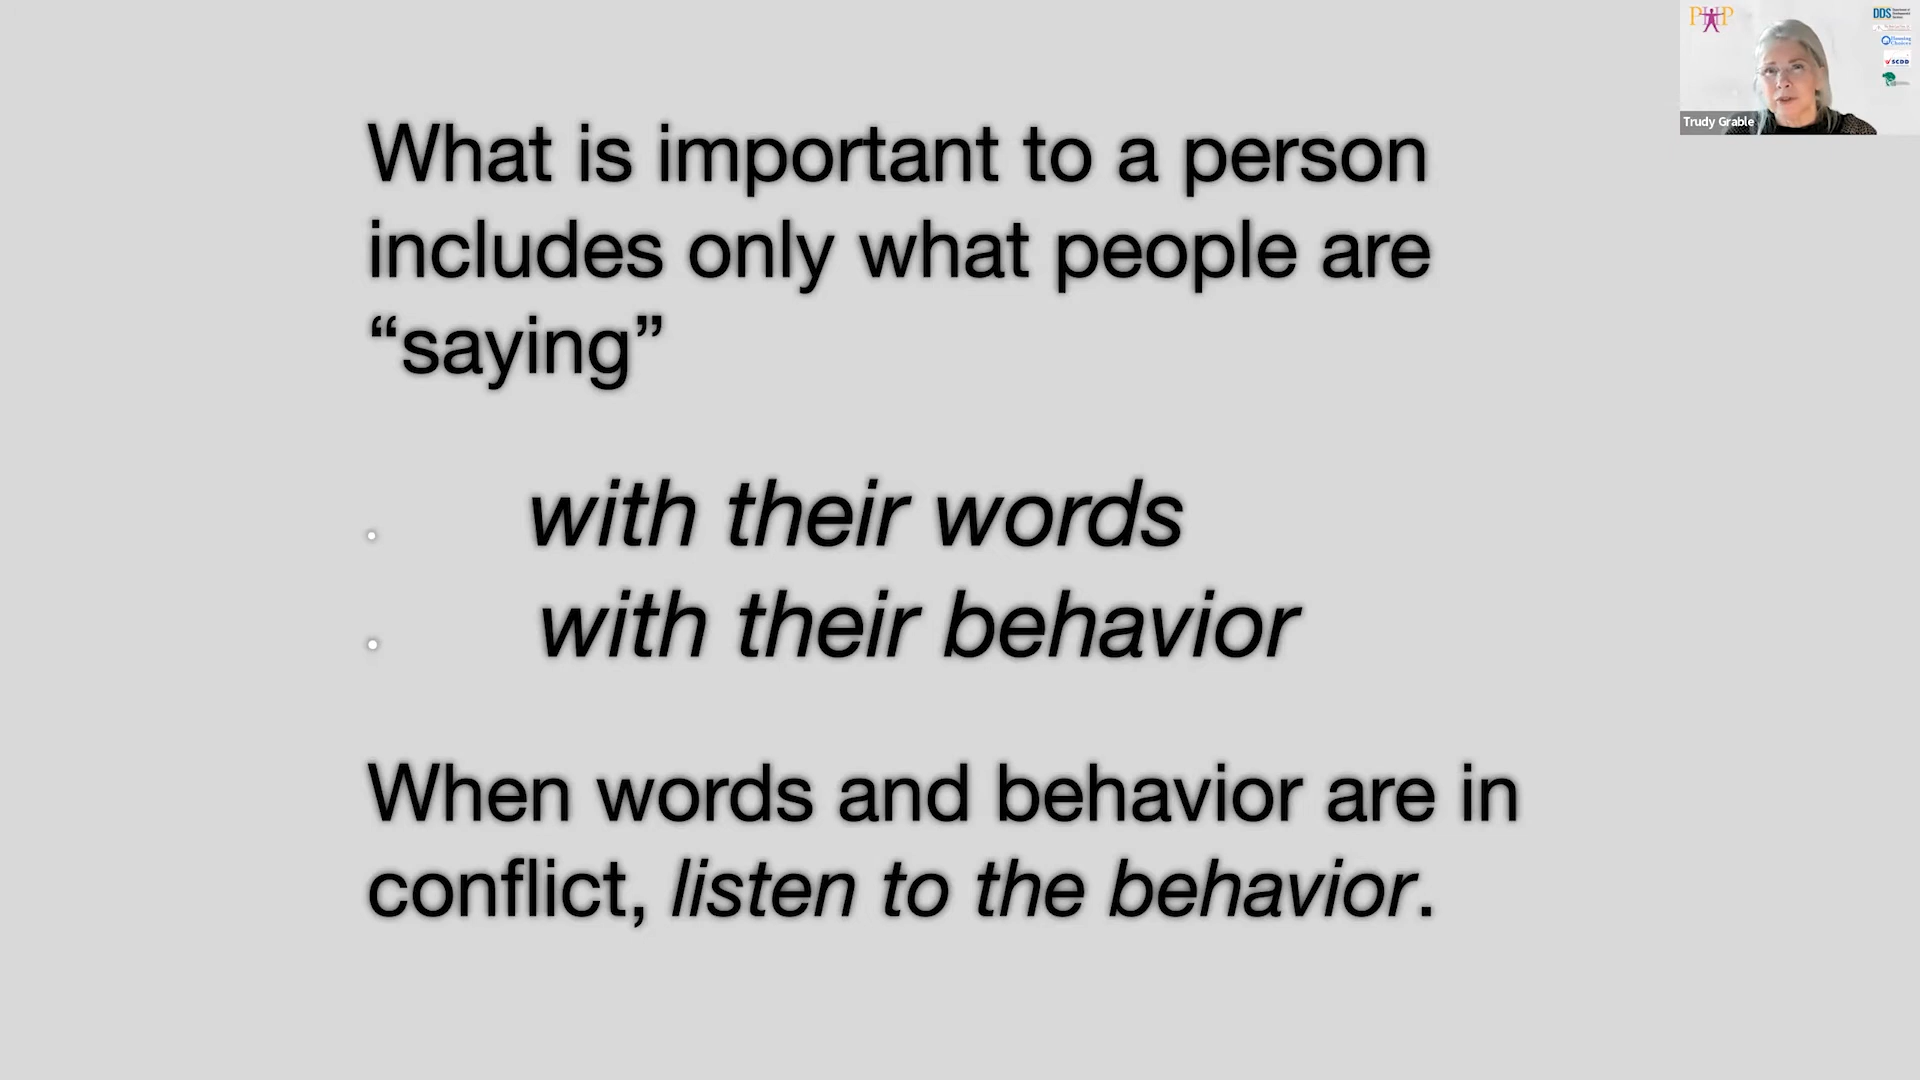 What is important to a person
includes only what people are
“saying”
with their words
with their behavior
When words and behavior are in
conflict, listen to the behavior.
PHP
DDS
SCDD
Trudy Grable